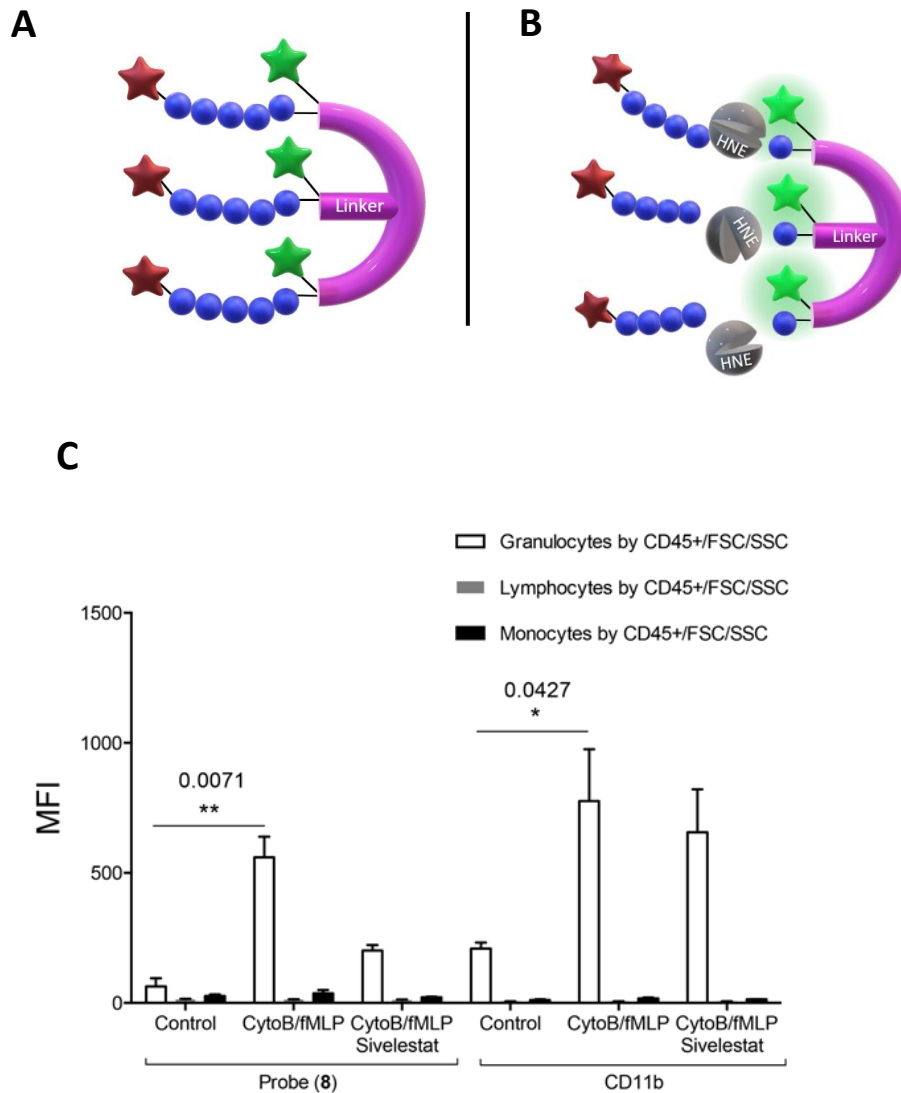 A
B
Linker
HNE
HNE
Linker
HNE
C
Granulocytes by CD45+/FSC/SSC
Lymphocytes by CD45+/FSC/SSC
Monocytes by CD45+/FSC/SSC
MFI
1500
1000
500
0
0.0071
**
0.0427
*
Control
CytoB/fMLP
CytoB/fMLP
Sivelestat
Control
CytoB/fMLP
CytoB/fMLP
Sivelestat
Probe (8)
CD11b